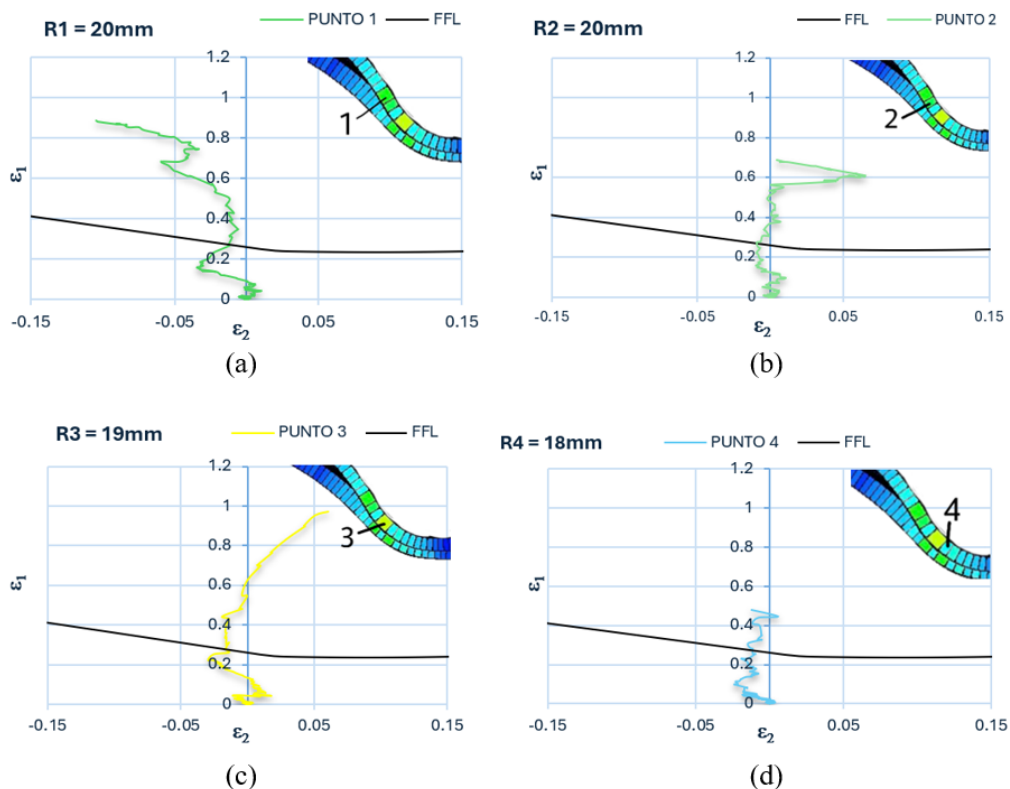 R1 = 20mm
PUNTO 1 FFL
1.2
1
0.8
0.6
0.4
0.2
0
-0.15 -0.05 0.05 0.15
ε1
ε2
1
(a)
R2 = 20mm
FFL PUNTO 2
1.2
1
0.8
0.6
0.4
0.2
0
-0.15 -0.05 0.05 0.15
ε1
ε2
2
(b)
R3 = 19mm
PUNTO 3 FFL
1.2
1
0.8
0.6
0.4
0.2
0
-0.15 -0.05 0.05 0.15
ε1
ε2
3
(c)
R4 = 18mm
PUNTO 4 FFL
1.2
1
0.8
0.6
0.4
0.2
0
-0.15 -0.05 0.05 0.15
ε1
ε2
4
(d)